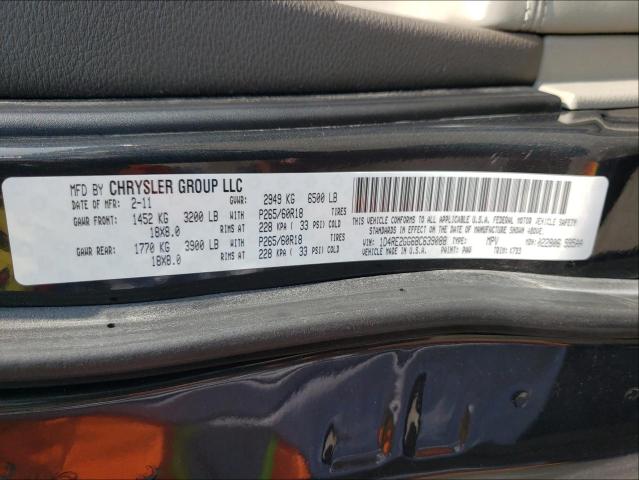 MFD BY CHRYSLER GROUP LLC
DATE OF MFR: 2-11 GVWR: 2949 KG 6500 LB
GAWR FRONT: 1452 KG 3200 LB WITH P265/60R18 TIRES
18X8.0 RIMS AT 228 KPA ( 33 PSI) COLD
GAWR REAR: 1770 KG 3900 LB WITH P265/60R18 TIRES
18X8.0 RIMS AT 228 KPA ( 33 PSI) COLD
THIS VEHICLE CONFORMS TO ALL APPLICABLE U.S.A. FEDERAL MOTOR VEHICLE SAFETY
STANDARDS IN EFFECT ON THE DATE OF MANUFACTURE SHOWN ABOVE.
VIN: TYPE: MPV MDH:
VEHICLE MADE IN U.S.A. PAINT: TRIM: